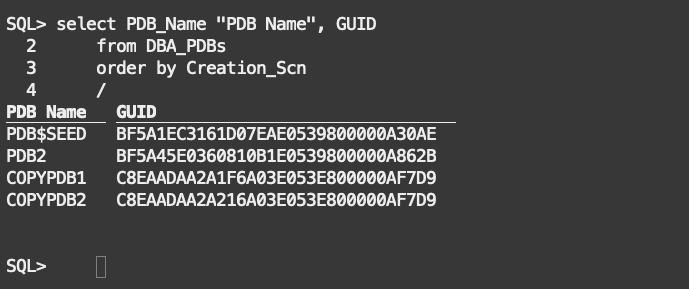 SQL> select PDB_Name "PDB Name", GUID
2 from DBA_PDBs
3 order by Creation_Scn
4 /
PDB Name GUID
PDB$SEED BF5A1EC3161D07EAE0539800000A30AE
PDB2 BF5A45E0360810B1E0539800000A862B
COPYPDB1 C8EAADAA2A1F6A03E053E800000AF7D9
COPYPDB2 C8EAADAA2A216A03E053E800000AF7D9
SQL>